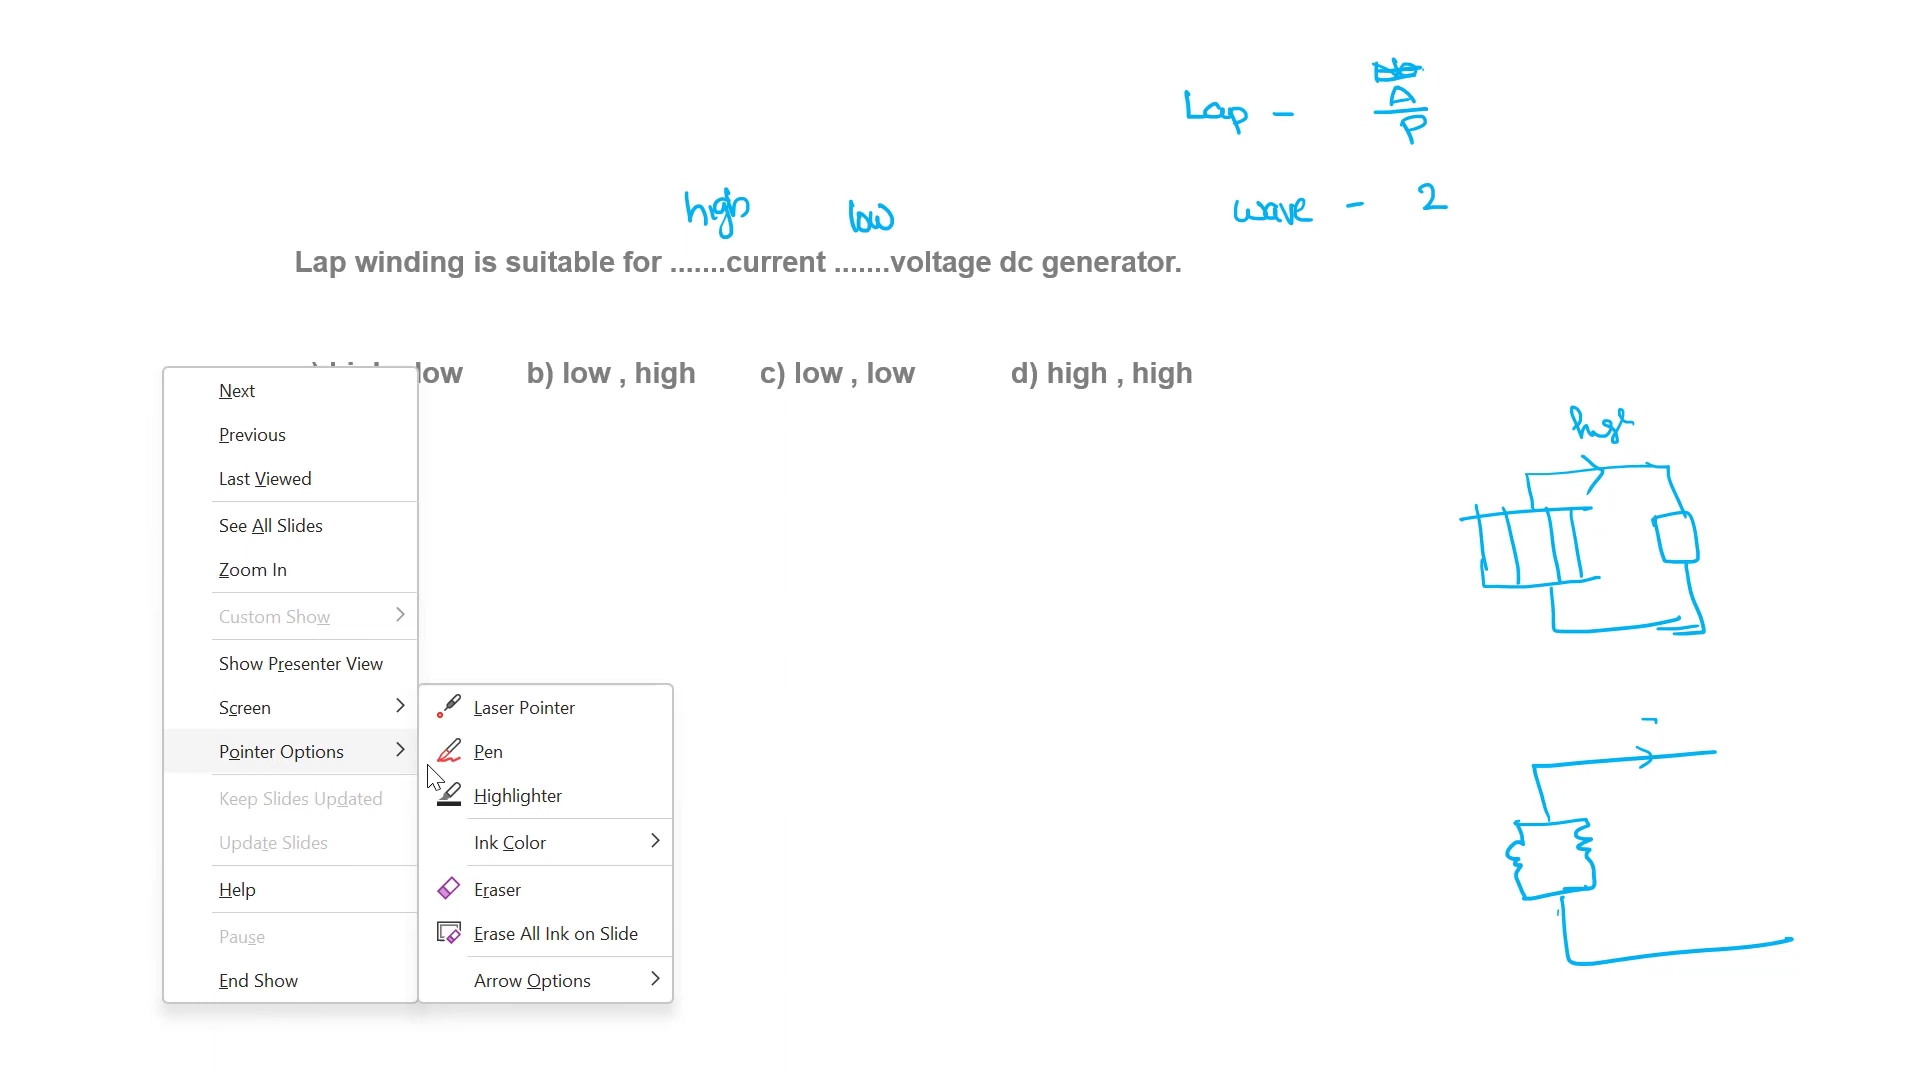 Lap -
A
P
wave - 2
high low
Lap winding is suitable for .......current .......voltage dc generator.
low b) low , high c) low , low d) high , high
high
Next
Previous
Last Viewed
See All Slides
Zoom In
Custom Show
Show Presenter View
Screen
Pointer Options
Keep Slides Updated
Update Slides
Help
Pause
End Show
Laser Pointer
Pen
Highlighter
Ink Color
Eraser
Erase All Ink on Slide
Arrow Options